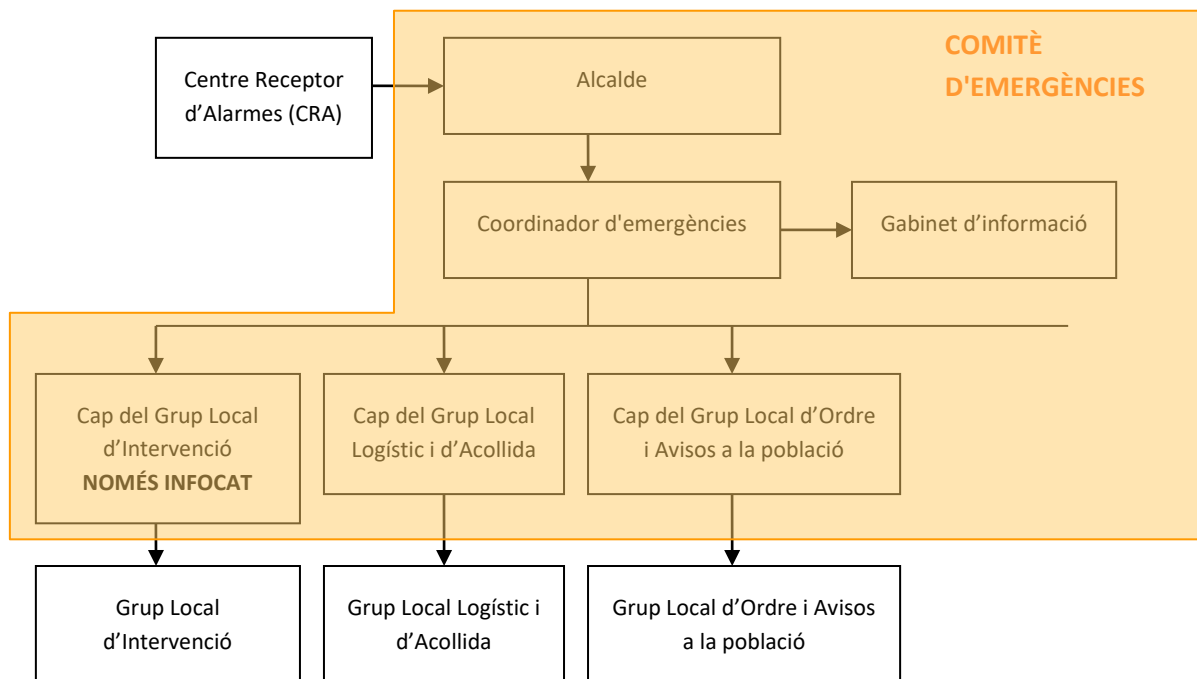 COMITÈ
D'EMERGÈNCIES
Centre Receptor
d’Alarmes (CRA)
Alcalde
Coordinador d'emergències
Gabinet d’informació
Cap del Grup Local
d’Intervenció
NOMÉS INFOCAT
Cap del Grup Local
Logístic i d’Acollida
Cap del Grup Local d’Ordre
i Avisos a la població
Grup Local
d’Intervenció
Grup Local Logístic i
d’Acollida
Grup Local d’Ordre i Avisos
a la població